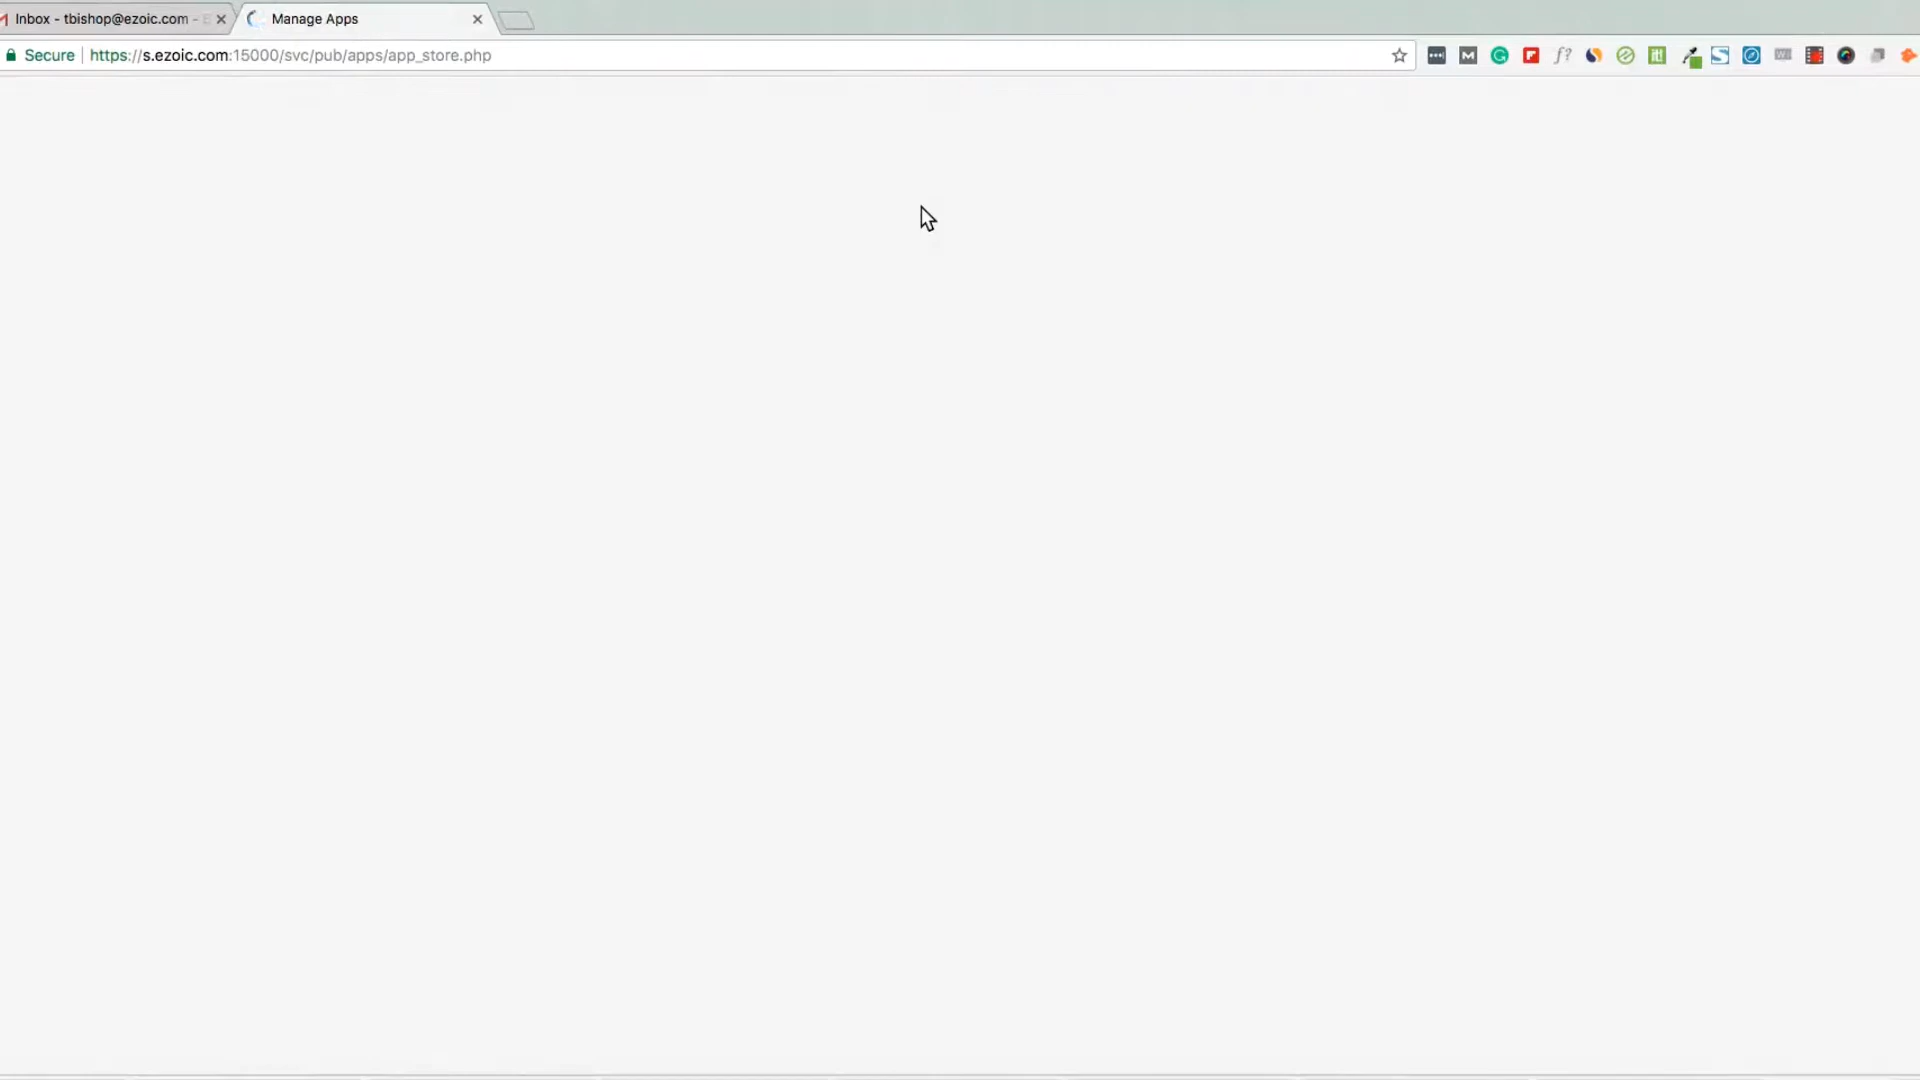 Inbox - tbishop@ezoic.com -
Manage Apps
Secure
https://s.ezoic.com:15000/svc/pub/apps/app_store.php